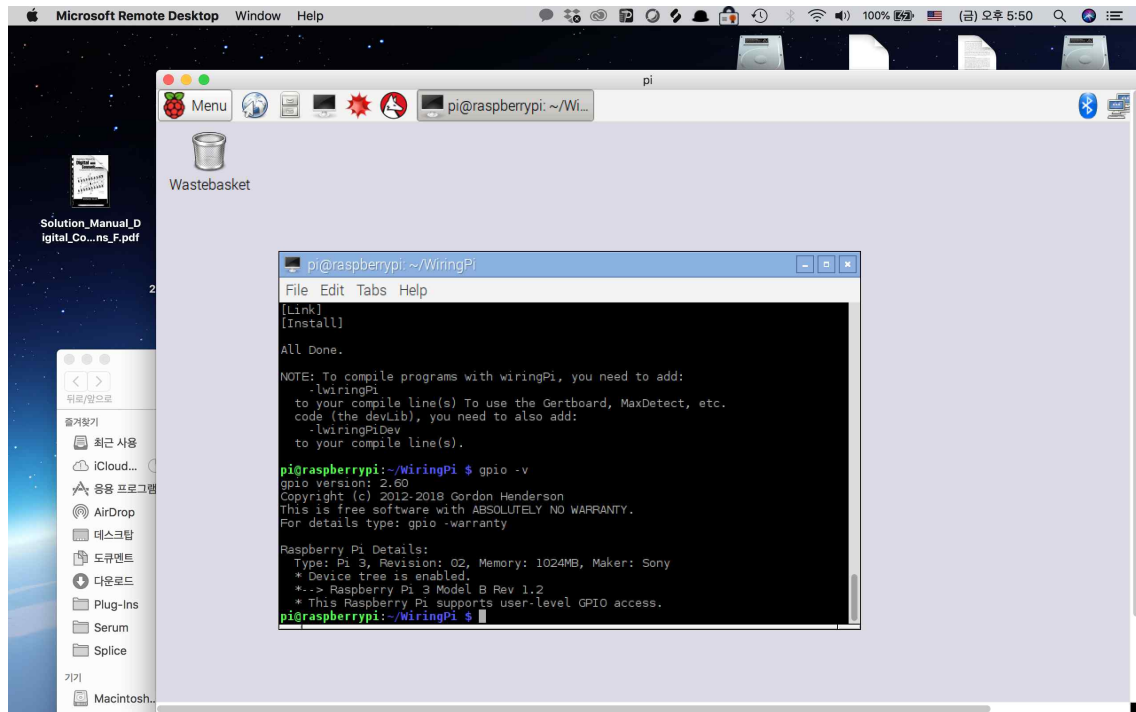 Microsoft Remote Desktop Window Help 100% (금) 오후 5:50
pi
Menu pi@raspberrypi: ~/Wi...
Wastebasket
Solution_Manual_D
igital_Co...ns_F.pdf
2
뒤로/앞으로
즐겨찾기
최근 사용
iCloud...
응용 프로그램
AirDrop
데스크탑
도큐멘트
다운로드
Plug-Ins
Serum
Splice
기기
Macintosh...
pi@raspberrypi: ~/WiringPi
File Edit Tabs Help
[Link]
[Install]
All Done.
NOTE: To compile programs with wiringPi, you need to add:
-lwiringPi
to your compile line(s) To use the Gertboard, MaxDetect, etc.
code (the devLib), you need to also add:
-lwiringPiDev
to your compile line(s).
pi@raspberrypi:~/WiringPi $ gpio -v
gpio version: 2.60
Copyright (c) 2012-2018 Gordon Henderson
This is free software with ABSOLUTELY NO WARRANTY.
For details type: gpio -warranty
Raspberry Pi Details:
Type: Pi 3, Revision: 02, Memory: 1024MB, Maker: Sony
* Device tree is enabled.
*--> Raspberry Pi 3 Model B Rev 1.2
* This Raspberry Pi supports user-level GPIO access.
pi@raspberrypi:~/WiringPi $